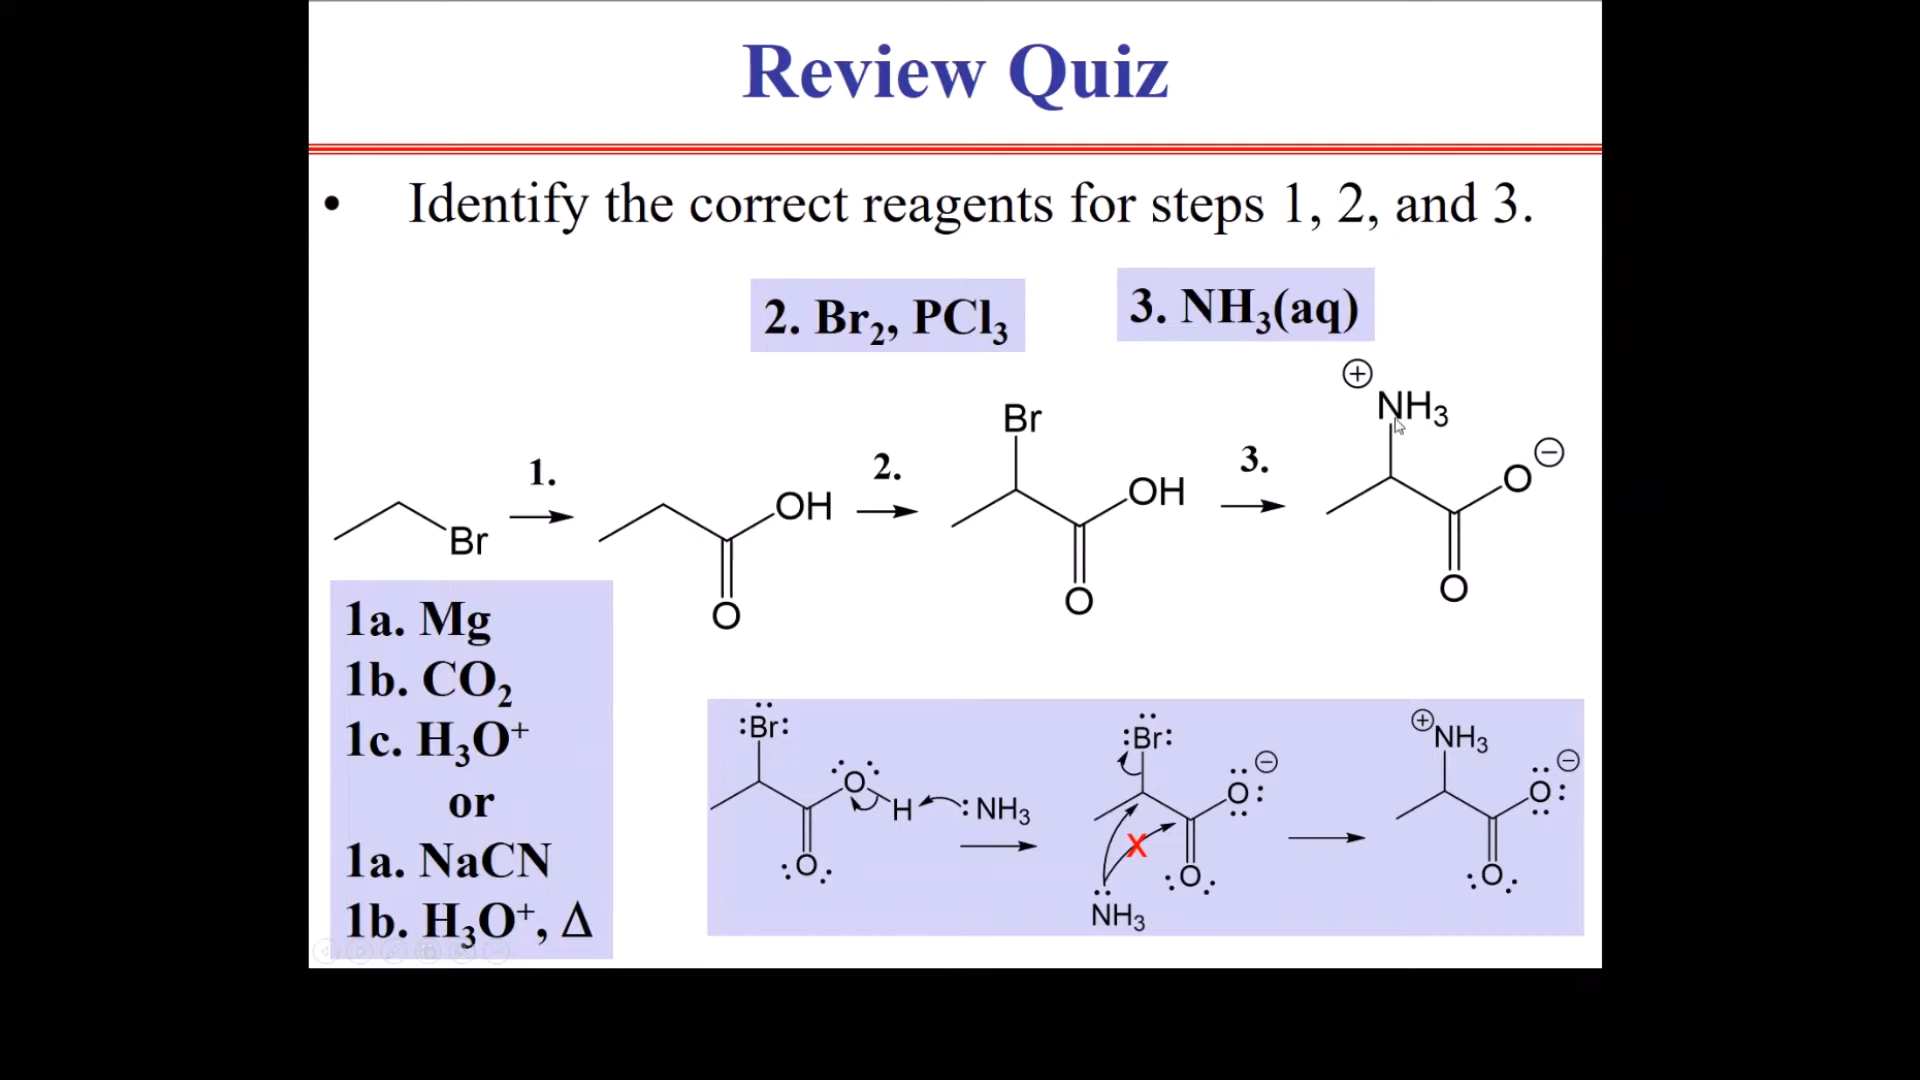 Review Quiz
• Identify the correct reagents for steps 1, 2, and 3.
2. Br₂, PCl₃
3. NH₃(aq)
Br
1.
OH
O
2.
Br
OH
O
3.
⊕
NH₃
O
⊖
O
1a. Mg
1b. CO₂
1c. H₃O⁺
or
1a. NaCN
1b. H₃O⁺, Δ
:Br:
O
H
:NH₃
:O:
:Br:
⊖
O:
X
:O:
NH₃
⊕
NH₃
⊖
O:
:O: